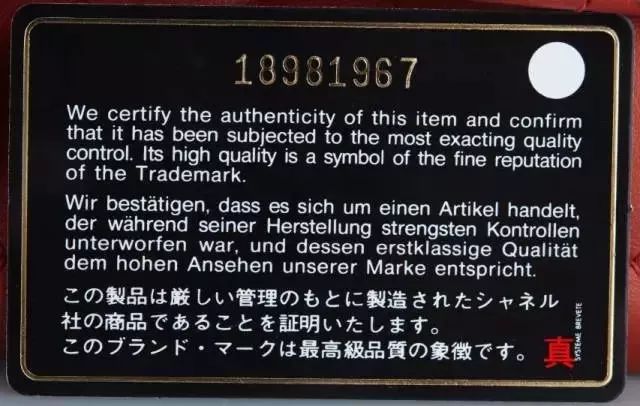 18981967
We certify the authenticity of this item and confirm
that it has been subjected to the most exacting quality
control. Its high quality is a symbol of the fine reputation
of the Trademark.
Wir bestätigen, dass es sich um einen Artikel handelt,
der während seiner Herstellung strengsten Kontrollen
unterworfen war, und dessen erstklassige Qualität
dem hohen Ansehen unserer Marke entspricht.
この製品は厳しい管理のもとに製造されたシャネル
社の商品であることを証明いたします。
このブランド・マークは最高級品質の象徴です。
真
SYSTEME BREVETE